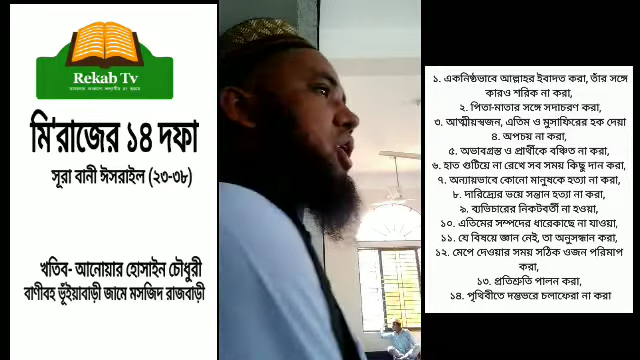 Rekab Tv
মি'রাজের ১৪ দফা
সূরা বানী ঈসরাইল (২৩-৩৮)
খতিব- আনোয়ার হোসাইন চৌধুরী
বাণীবহ ভূঁইয়াবাড়ী জামে মসজিদ রাজবাড়ী
১. একনিষ্ঠভাবে আল্লাহর ইবাদত করা, তাঁর সঙ্গে
কারও শরিক না করা,
২. পিতা-মাতার সঙ্গে সদাচরণ করা,
৩. আত্মীয়স্বজন, এতিম ও মুসাফিরের হক দেয়া
৪. অপচয় না করা,
৫. অভাবগ্রস্ত ও প্রার্থীকে বঞ্চিত না করা,
৬. হাত গুটিয়ে না রেখে সব সময় কিছু দান করা,
৭. অন্যায়ভাবে কোনো মানুষকে হত্যা না করা,
৮. দারিদ্র্যের ভয়ে সন্তান হত্যা না করা,
৯. ব্যভিচারের নিকটবর্তী না হওয়া,
১০. এতিমের সম্পদের ধারেকাছে না যাওয়া,
১১. যে বিষয়ে জ্ঞান নেই, তা অনুসন্ধান করা,
১২. মেপে দেওয়ার সময় সঠিক ওজন পরিমাপ
করা,
১৩. প্রতিশ্রুতি পালন করা,
১৪. পৃথিবীতে দম্ভভরে চলাফেরা না করা